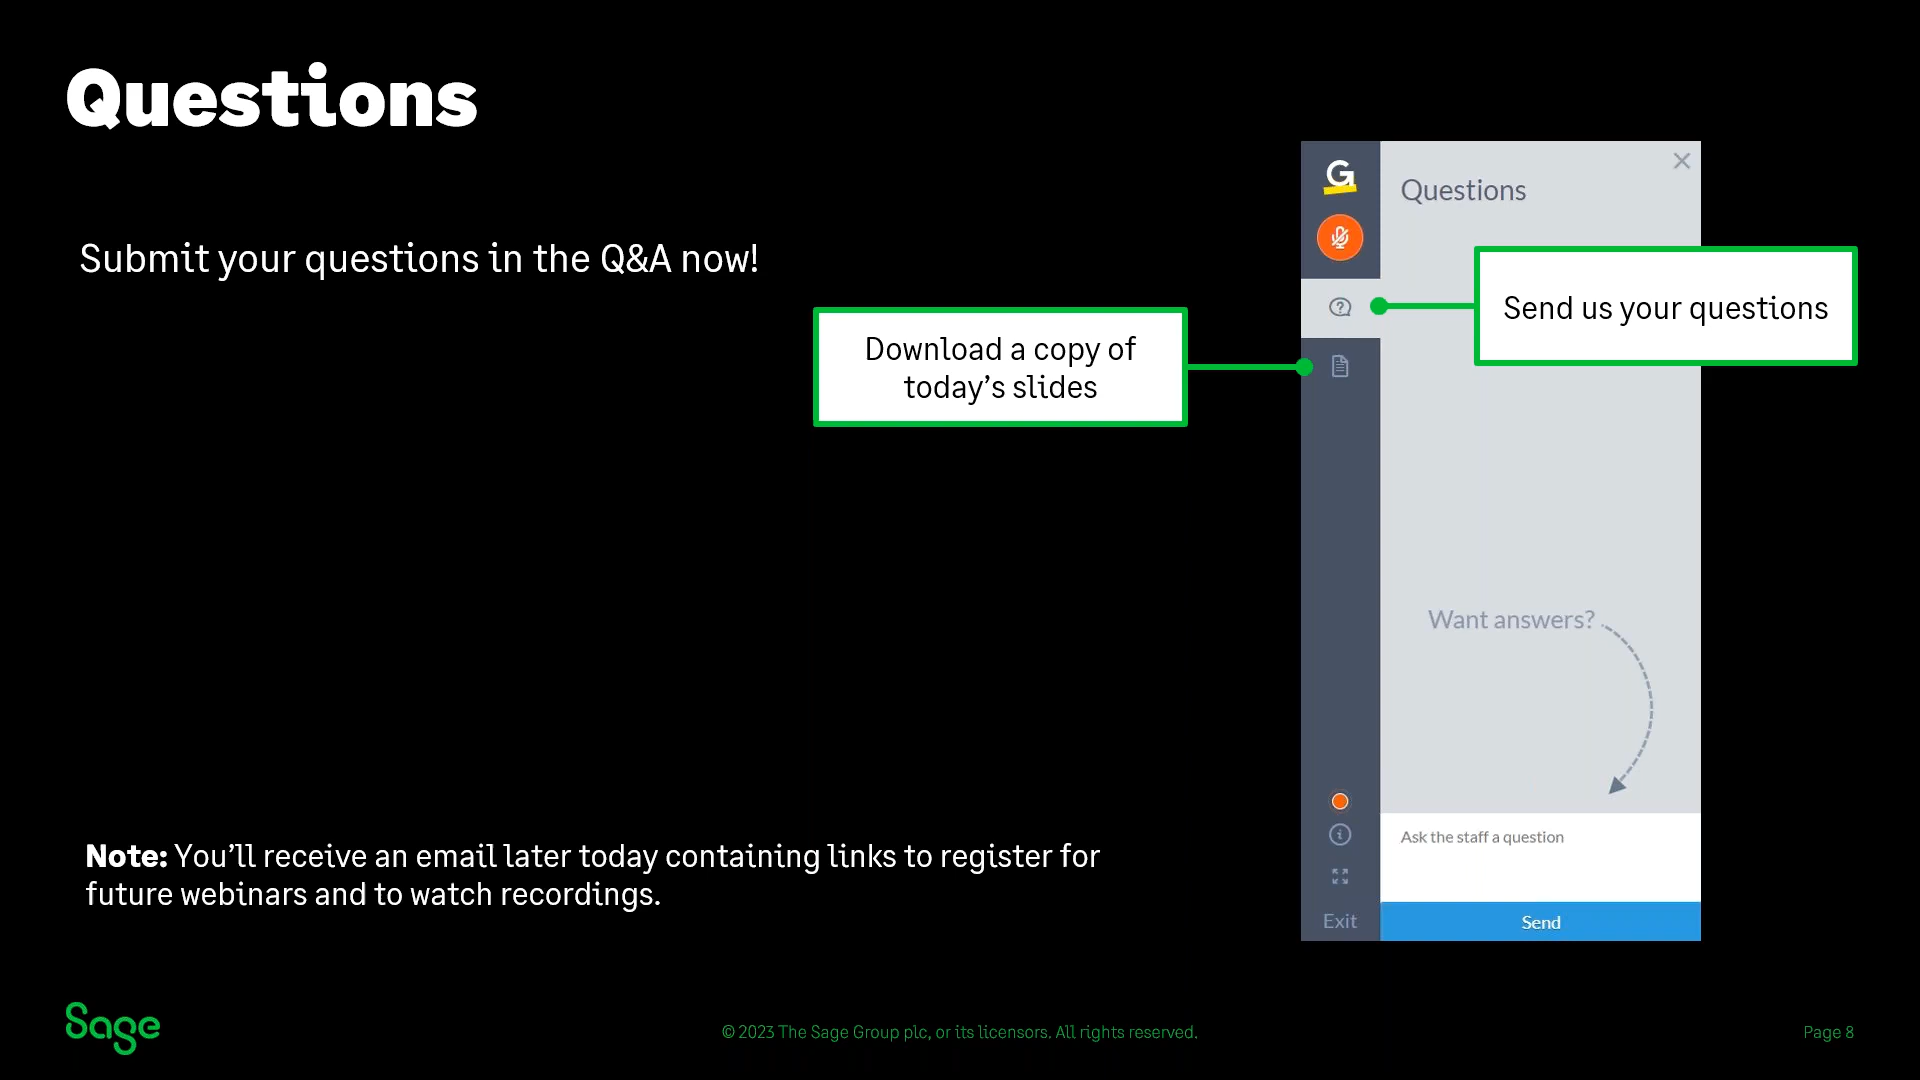 Questions
Submit your questions in the Q&A now!
Download a copy of
today’s slides
G
Questions
Send us your questions
Want answers?
Ask the staff a question
Exit
Send
Note: You’ll receive an email later today containing links to register for
future webinars and to watch recordings.
Sage
© 2023 The Sage Group plc, or its licensors. All rights reserved.
Page 8